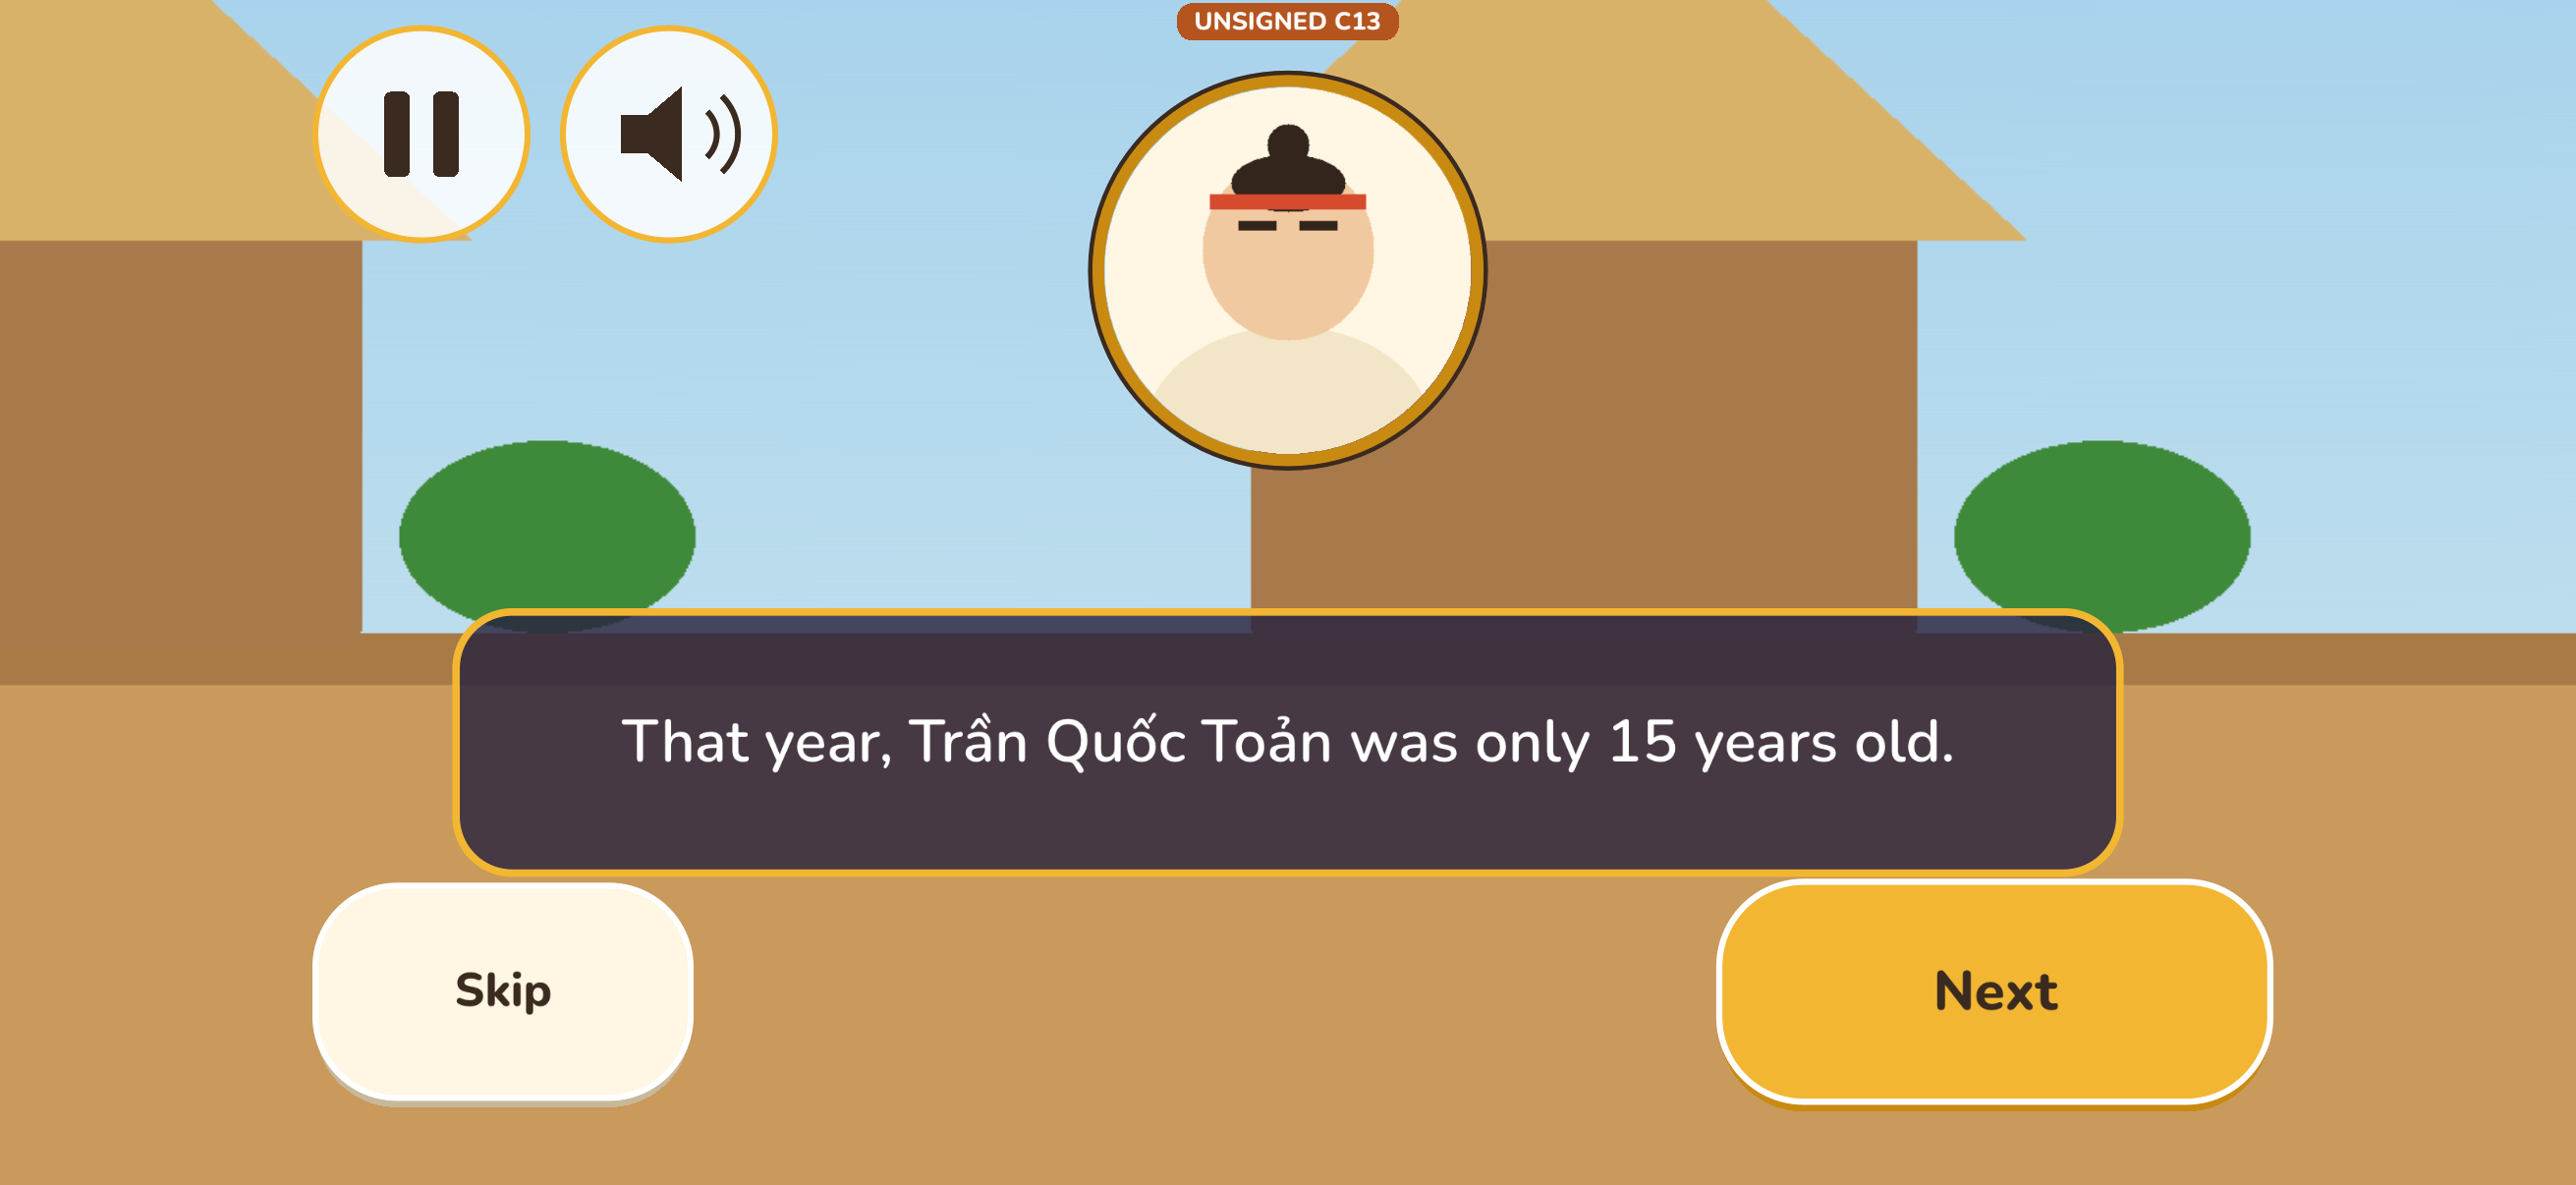 UNSIGNED C13
That year, Trần Quốc Toản was only 15 years old.
Skip
Next